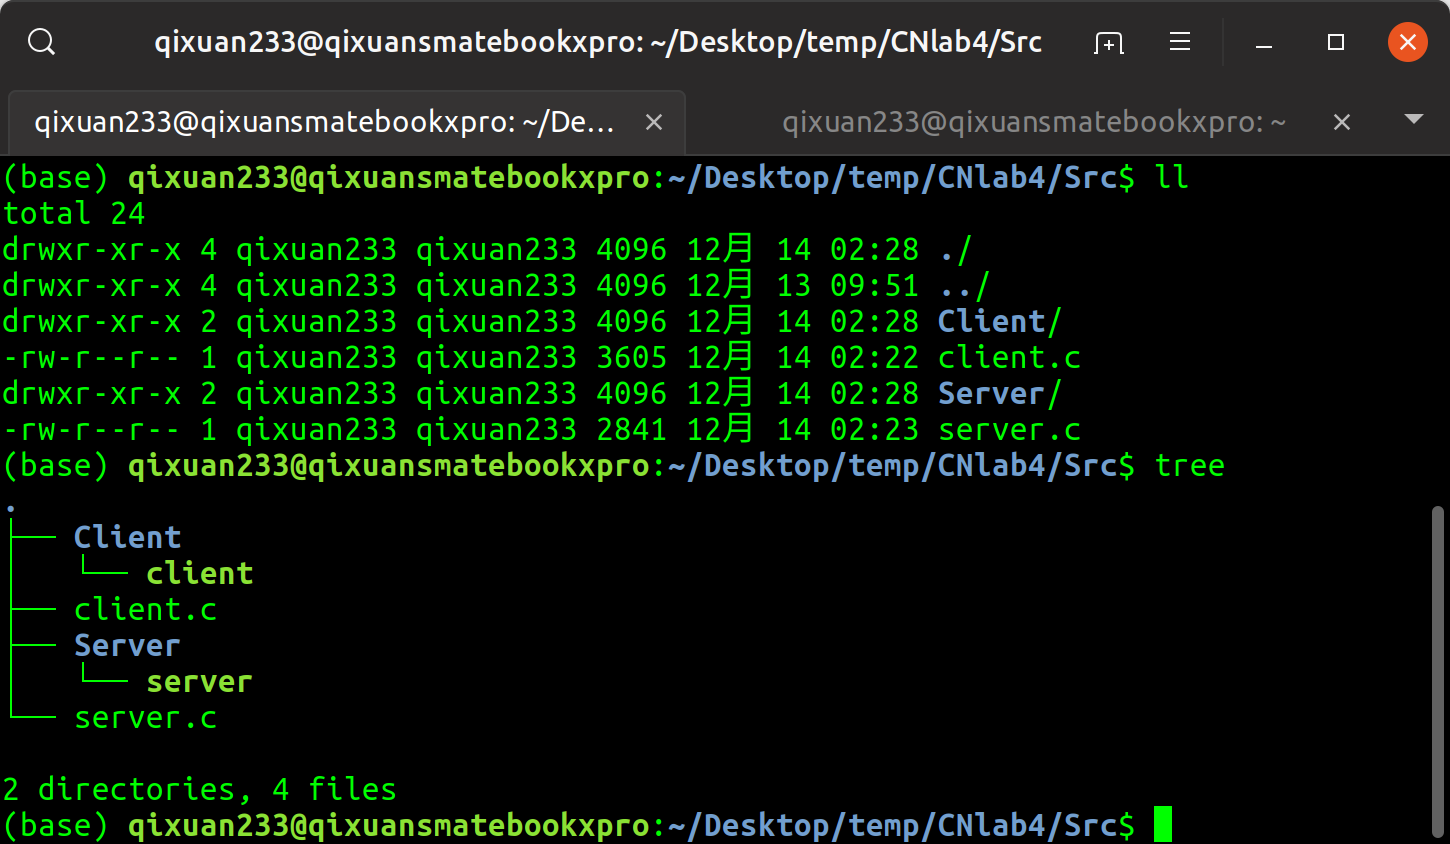 qixuan233@qixuansmatebookxpro: ~/Desktop/temp/CNlab4/Src
qixuan233@qixuansmatebookxpro: ~/De... qixuan233@qixuansmatebookxpro: ~
(base) qixuan233@qixuansmatebookxpro:~/Desktop/temp/CNlab4/Src$ ll
total 24
drwxr-xr-x 4 qixuan233 qixuan233 4096 12月 14 02:28 ./
drwxr-xr-x 4 qixuan233 qixuan233 4096 12月 13 09:51 ../
drwxr-xr-x 2 qixuan233 qixuan233 4096 12月 14 02:28 Client/
-rw-r--r-- 1 qixuan233 qixuan233 3605 12月 14 02:22 client.c
drwxr-xr-x 2 qixuan233 qixuan233 4096 12月 14 02:28 Server/
-rw-r--r-- 1 qixuan233 qixuan233 2841 12月 14 02:23 server.c
(base) qixuan233@qixuansmatebookxpro:~/Desktop/temp/CNlab4/Src$ tree
.
├── Client
│   └── client
├── client.c
├── Server
│   └── server
└── server.c
2 directories, 4 files
(base) qixuan233@qixuansmatebookxpro:~/Desktop/temp/CNlab4/Src$